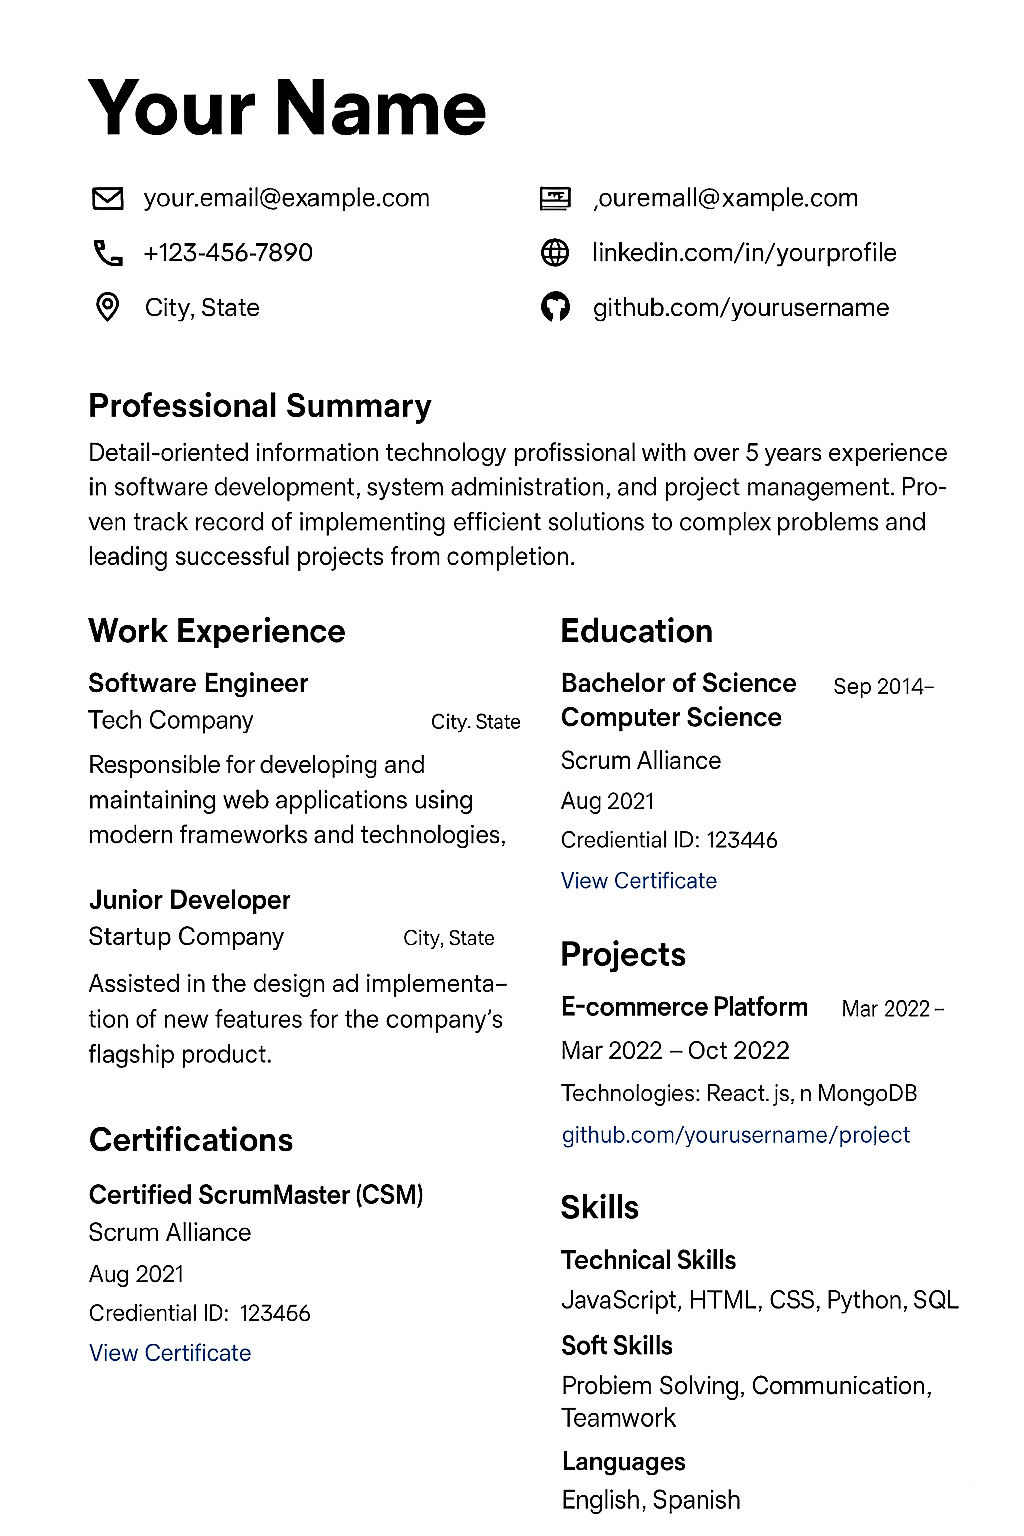 Your Name
your.email@example.com
+123-456-7890
City, State
,ouremall@xample.com
linkedin.com/in/yourprofile
github.com/yourusername
Professional Summary
Detail-oriented information technology profissional with over 5 years experience
in software development, system administration, and project management. Pro-
ven track record of implementing efficient solutions to complex problems and
leading successful projects from completion.
Work Experience
Software Engineer
Tech Company City. State
Responsible for developing and
maintaining web applications using
modern frameworks and technologies,
Junior Developer
Startup Company City, State
Assisted in the design ad implementa–
tion of new features for the company's
flagship product.
Certifications
Certified ScrumMaster (CSM)
Scrum Alliance
Aug 2021
Crediential ID: 123466
View Certificate
Education
Bachelor of Science Sep 2014–
Computer Science
Scrum Alliance
Aug 2021
Crediential ID: 123446
View Certificate
Projects
E-commerce Platform Mar 2022 –
Mar 2022 – Oct 2022
Technologies: React.js, n MongoDB
github.com/yourusername/project
Skills
Technical Skills
JavaScript, HTML, CSS, Python, SQL
Soft Skills
Probiem Solving, Communication,
Teamwork
Languages
English, Spanish